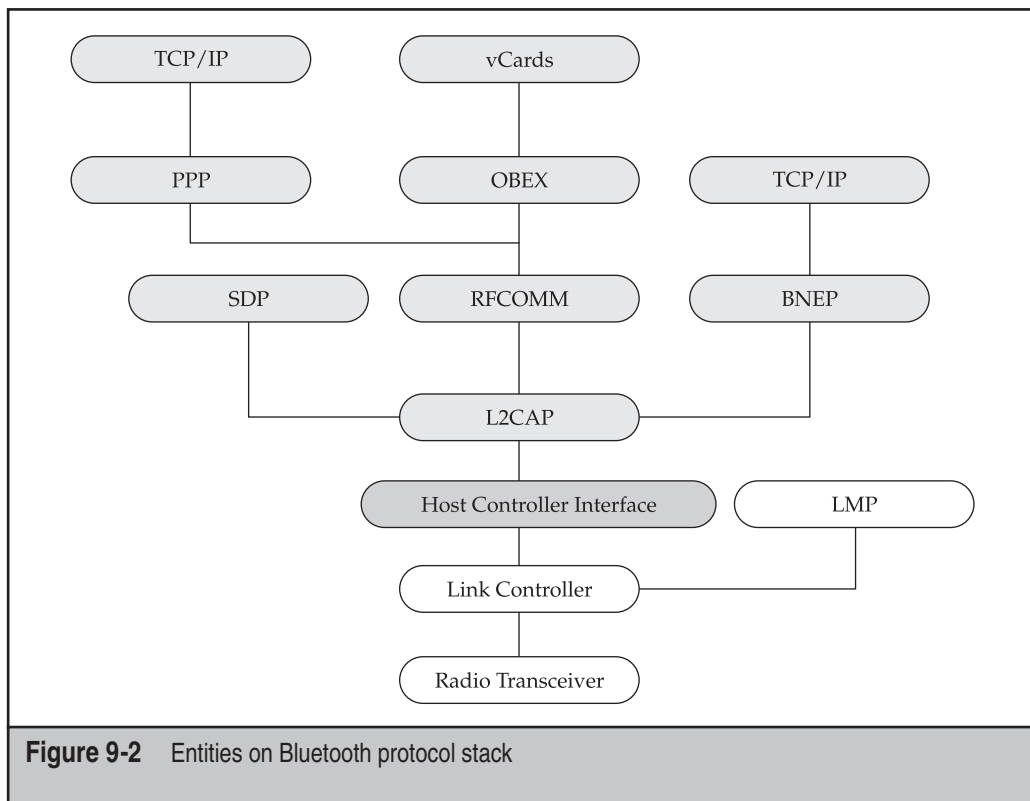 TCP/IP
vCards
PPP
OBEX
TCP/IP
SDP
RFCOMM
BNEP
L2CAP
Host Controller Interface
LMP
Link Controller
Radio Transceiver
Figure 9-2 Entities on Bluetooth protocol stack